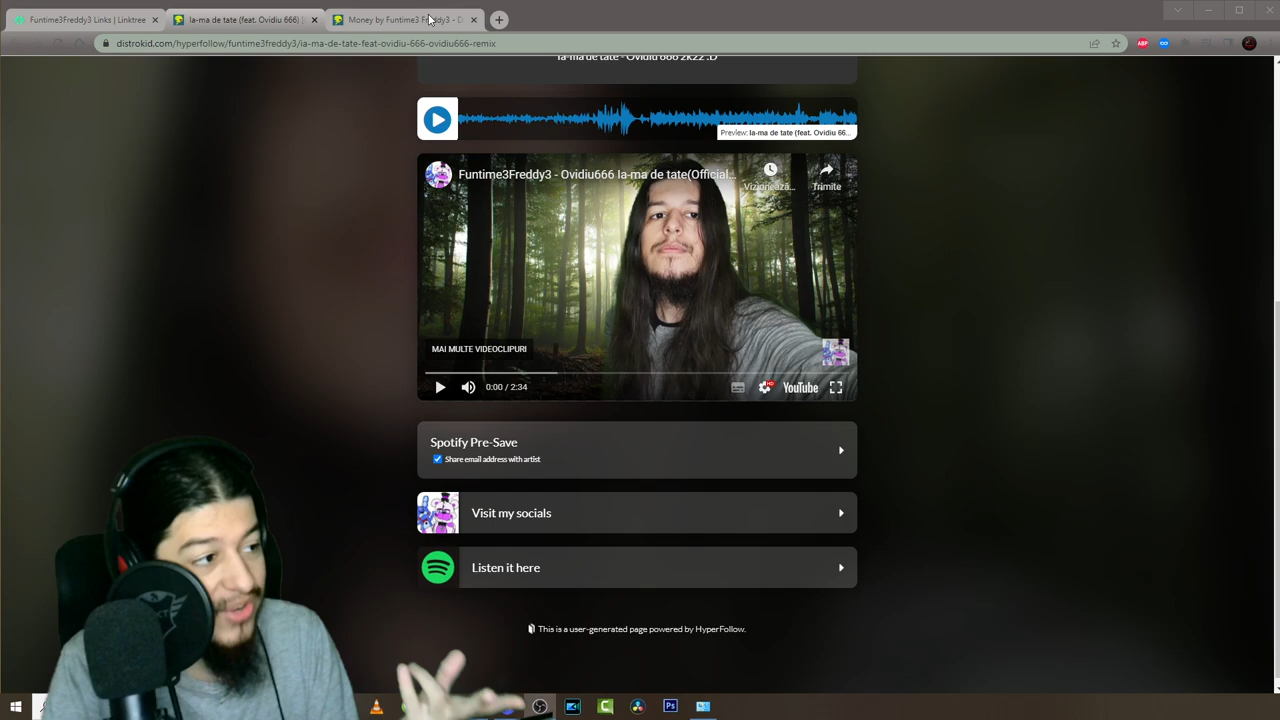 Funtime3Freddy3 Links | Linktree
Ia-ma de tate (feat. Ovidiu 666) [
Money by Funtime3Freddy3 - D
distrokid.com/hyperfollow/funtime3freddy3/ia-ma-de-tate-feat-ovidiu-666-ovidiu666-remix
ABP
Ia-ma de tate - Ovidiu 666 2k22 :D
Preview: Ia-ma de tate (feat. Ovidiu 66...
Funtime3Freddy3 - Ovidiu666 Ia-ma de tate(Official...
Vizionează...
Trimite
MAI MULTE VIDEOCLIPURI
0:00 / 2:34
HD
YouTube
Spotify Pre-Save
Share email address with artist
Visit my socials
Listen it here
This is a user-generated page powered by HyperFollow.
Ps